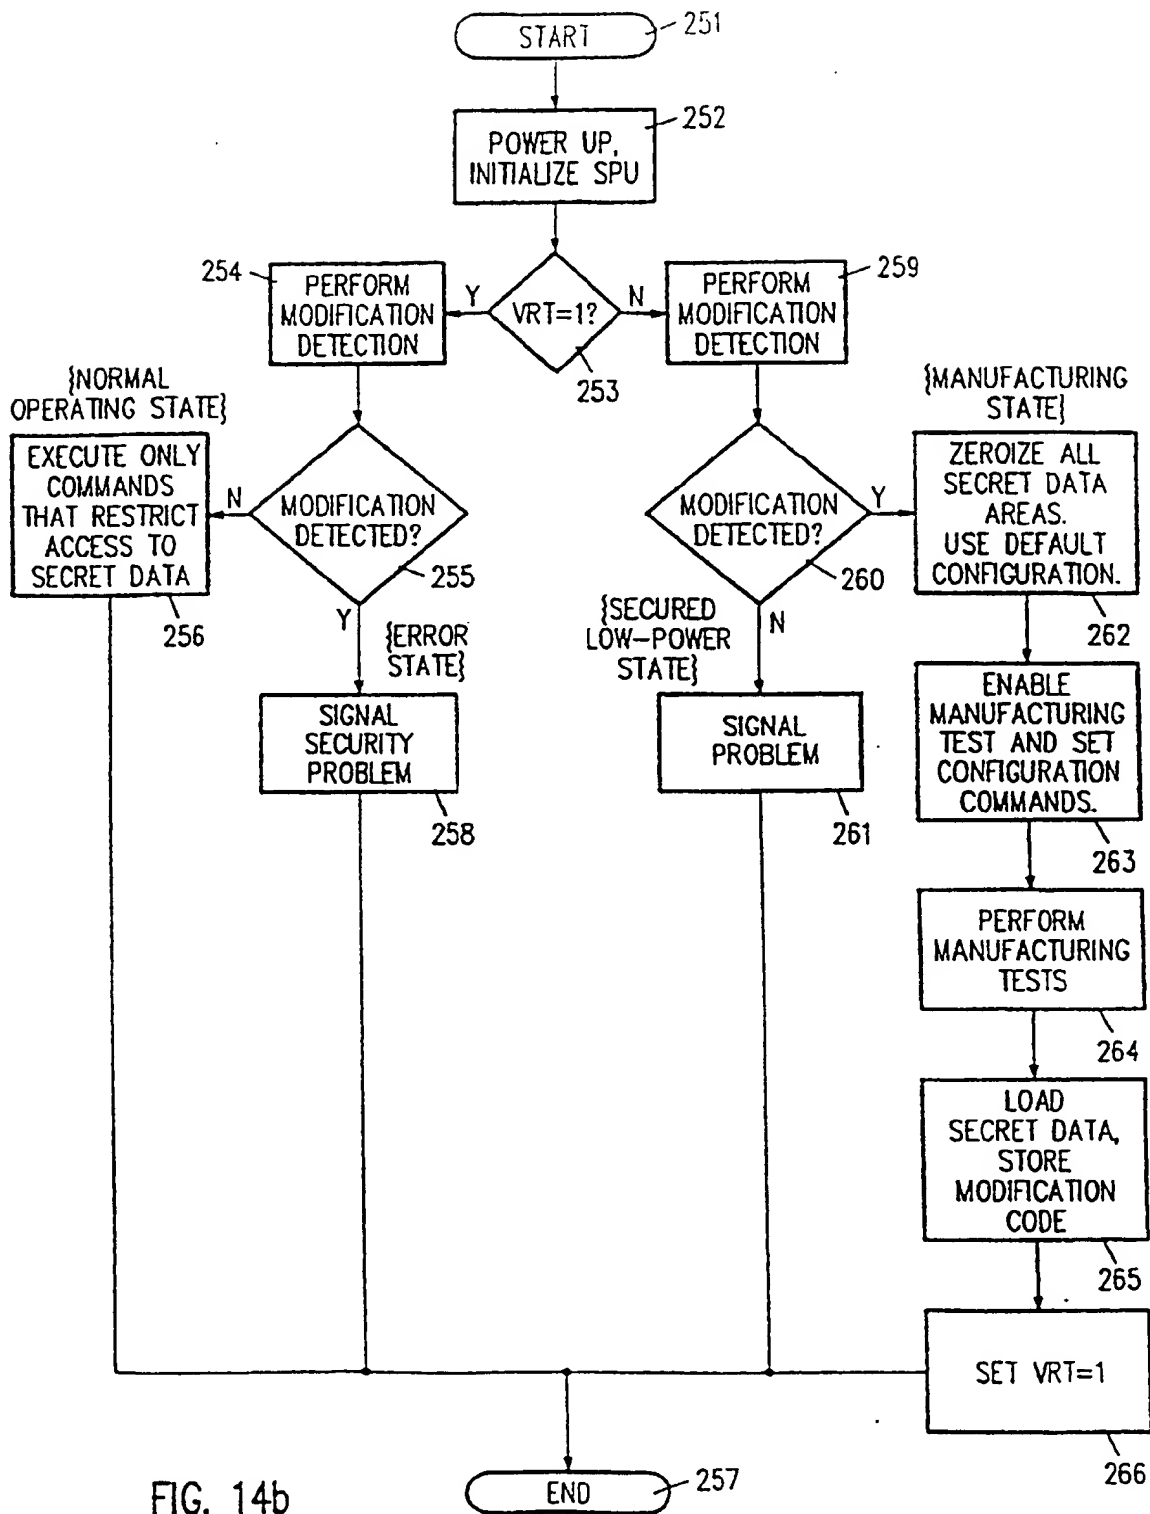 START
251
POWER UP,
INITIALIZE SPU
252
VRT=1?
253
Y
N
254
PERFORM
MODIFICATION
DETECTION
259
PERFORM
MODIFICATION
DETECTION
{NORMAL
OPERATING STATE}
EXECUTE ONLY
COMMANDS
THAT RESTRICT
ACCESS TO
SECRET DATA
256
N
MODIFICATION
DETECTED?
255
Y
{ERROR
STATE}
SIGNAL
SECURITY
PROBLEM
258
MODIFICATION
DETECTED?
260
Y
N
{SECURED
LOW-POWER
STATE}
SIGNAL
PROBLEM
261
{MANUFACTURING
STATE}
ZEROIZE ALL
SECRET DATA
AREAS.
USE DEFAULT
CONFIGURATION.
262
ENABLE
MANUFACTURING
TEST AND SET
CONFIGURATION
COMMANDS.
263
PERFORM
MANUFACTURING
TESTS
264
LOAD
SECRET DATA,
STORE
MODIFICATION
CODE
265
SET VRT=1
266
END
257
FIG. 14b